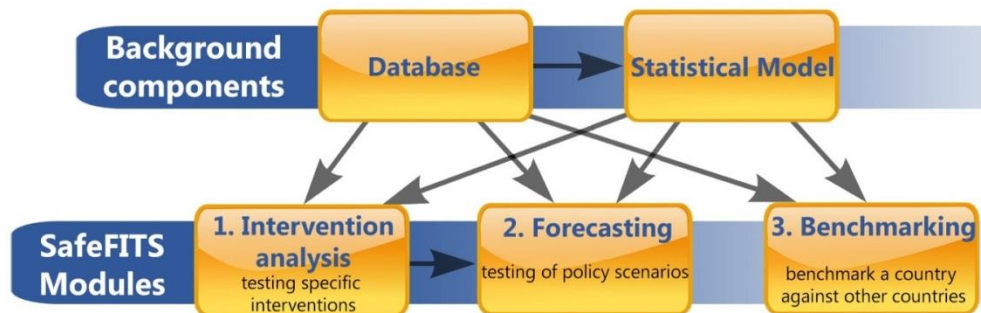 Background
components
Database
Statistical Model
SafeFITS
Modules
1. Intervention
analysis
testing specific
interventions
2. Forecasting
testing of policy scenarios
3. Benchmarking
benchmark a country
against other countries